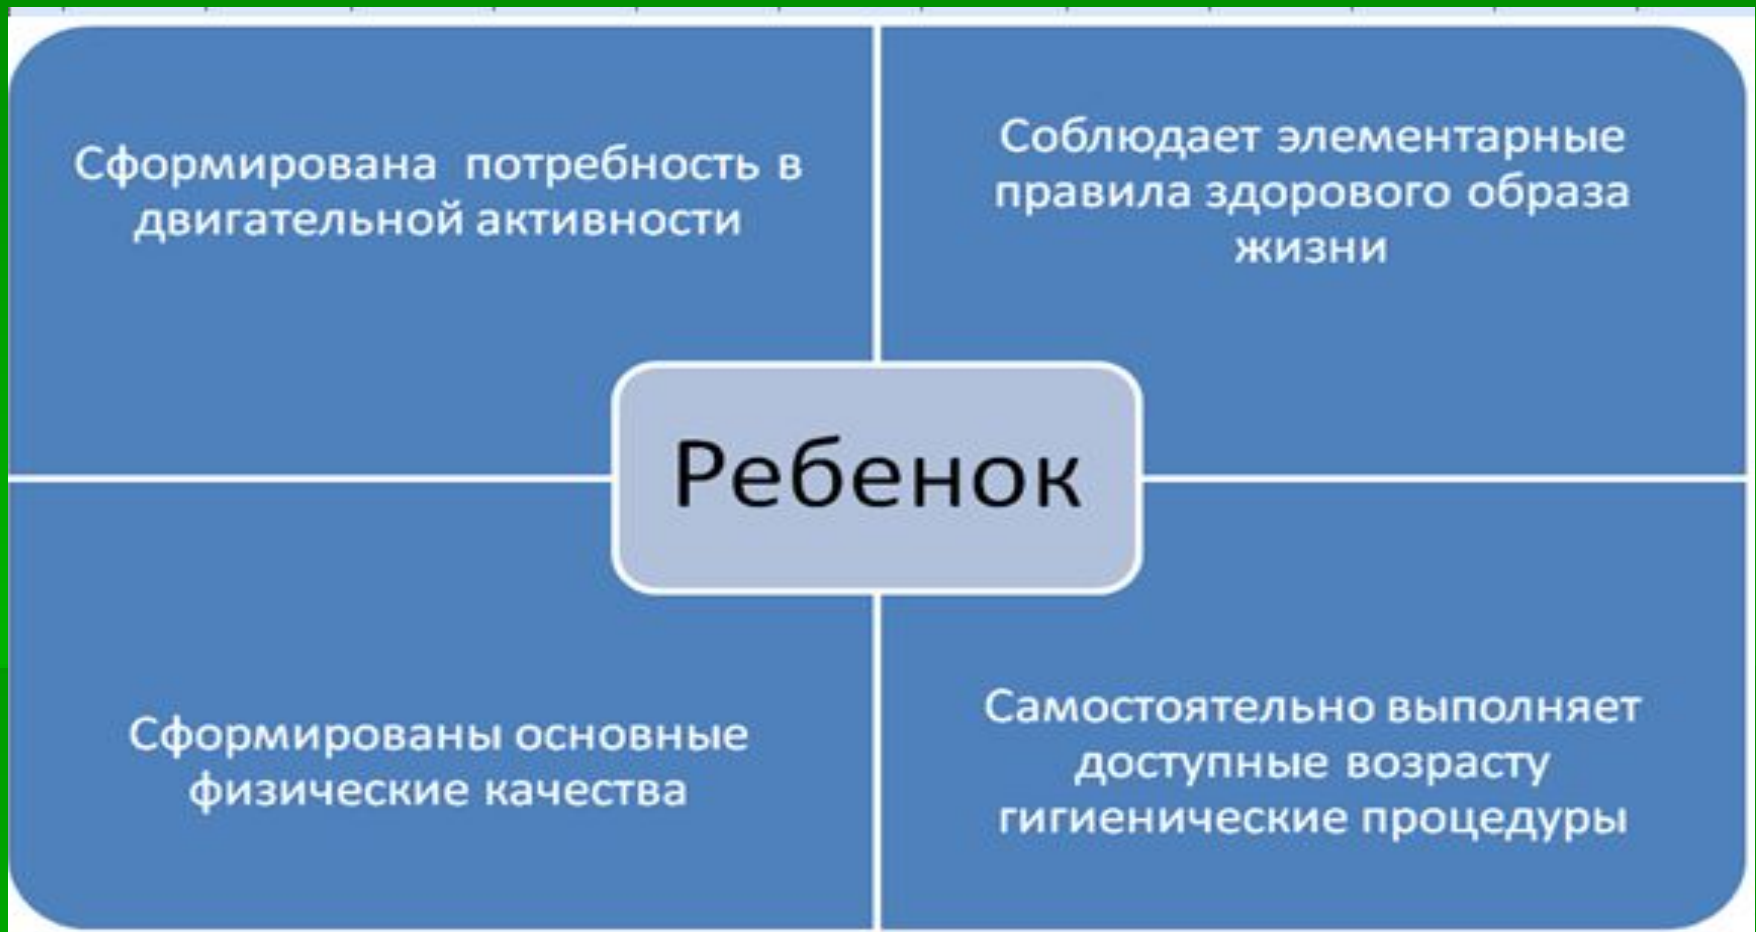 Сформирована потребность в
двигательной активности
Соблюдает элементарные
правила здорового образа
жизни
Ребенок
Сформированы основные
физические качества
Самостоятельно выполняет
доступные возрасту
гигиенические процедуры